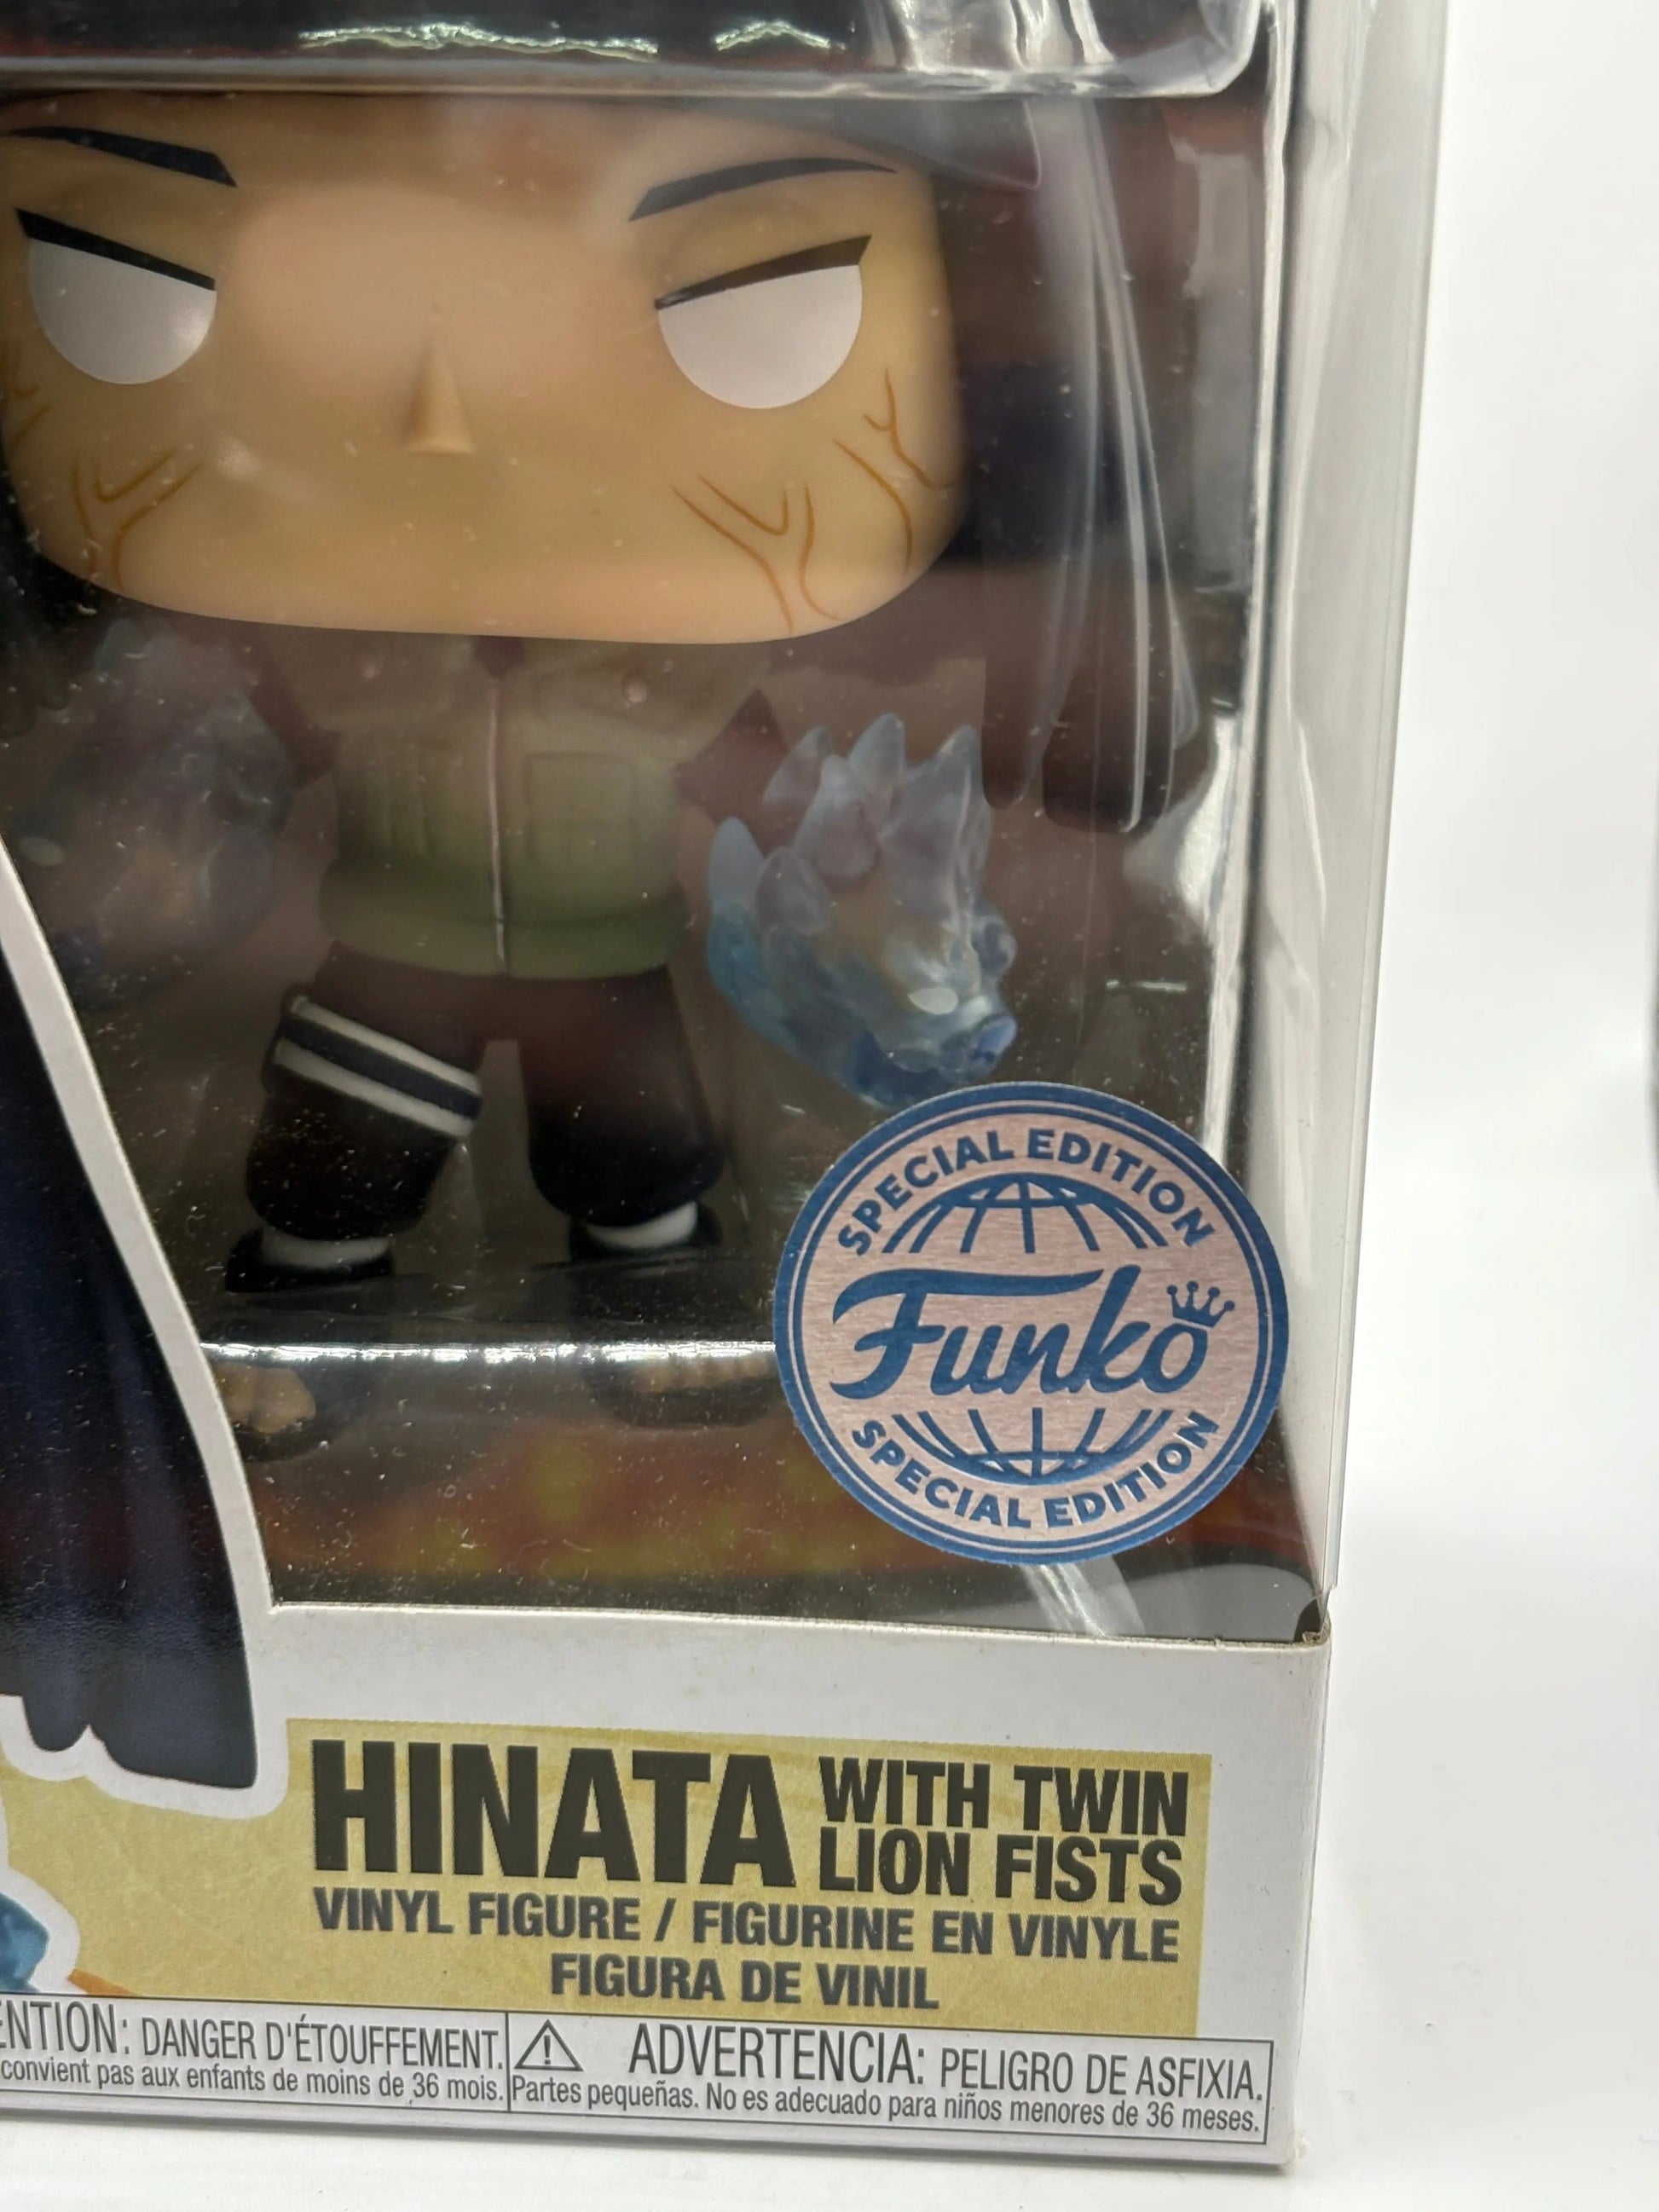 SPECIAL EDITION
Funko
SPECIAL EDITION
HINATA WITH TWIN
LION FISTS
VINYL FIGURE / FIGURINE EN VINYLE
FIGURA DE VINIL
ENTION: DANGER D'ÉTOUFFEMENT.
convient pas aux enfants de moins de 36 mois.
ADVERTENCIA: PELIGRO DE ASFIXIA.
Partes pequeñas. No es adecuado para niños menores de 36 meses.